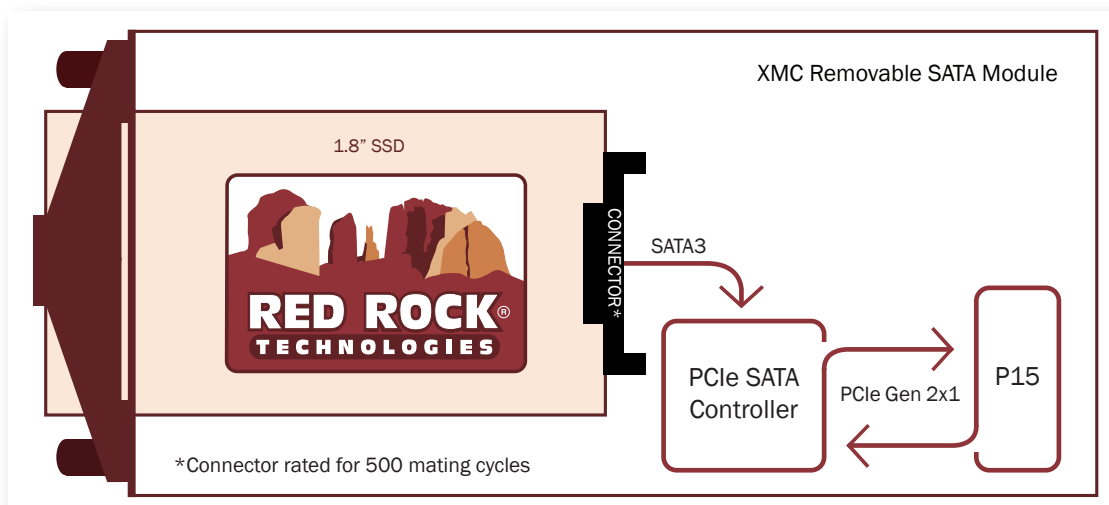 XMC Removable SATA Module
1.8” SSD
RED ROCK®
TECHNOLOGIES
CONNECTOR*
SATA3
PCIe SATA
Controller
PCIe Gen 2x1
P15
*Connector rated for 500 mating cycles